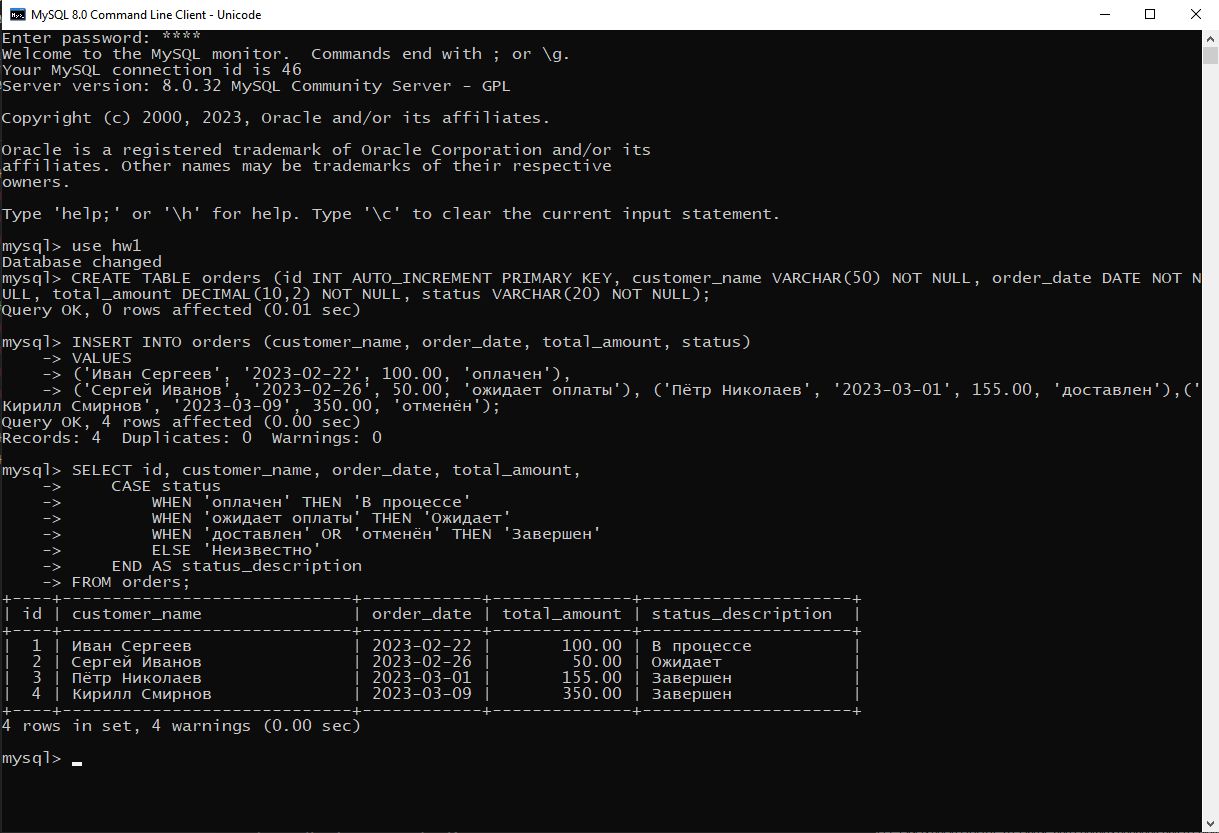 MySQL 8.0 Command Line Client - Unicode
Enter password: ****
Welcome to the MySQL monitor.  Commands end with ; or \g.
Your MySQL connection id is 46
Server version: 8.0.32 MySQL Community Server - GPL
Copyright (c) 2000, 2023, Oracle and/or its affiliates.
Oracle is a registered trademark of Oracle Corporation and/or its
affiliates. Other names may be trademarks of their respective
owners.
Type 'help;' or '\h' for help. Type '\c' to clear the current input statement.
mysql> use hw1
Database changed
mysql> CREATE TABLE orders (id INT AUTO_INCREMENT PRIMARY KEY, customer_name VARCHAR(50) NOT NULL, order_date DATE NOT N
ULL, total_amount DECIMAL(10,2) NOT NULL, status VARCHAR(20) NOT NULL);
Query OK, 0 rows affected (0.01 sec)
mysql> INSERT INTO orders (customer_name, order_date, total_amount, status)
    -> VALUES
    -> ('Иван Сергеев', '2023-02-22', 100.00, 'оплачен'),
    -> ('Сергей Иванов', '2023-02-26', 50.00, 'ожидает оплаты'), ('Пётр Николаев', '2023-03-01', 155.00, 'доставлен'),('
Кирилл Смирнов', '2023-03-09', 350.00, 'отменён');
Query OK, 4 rows affected (0.00 sec)
Records: 4  Duplicates: 0  Warnings: 0
mysql> SELECT id, customer_name, order_date, total_amount,
    ->     CASE status
    ->         WHEN 'оплачен' THEN 'В процессе'
    ->         WHEN 'ожидает оплаты' THEN 'Ожидает'
    ->         WHEN 'доставлен' OR 'отменён' THEN 'Завершен'
    ->         ELSE 'Неизвестно'
    ->     END AS status_description
    -> FROM orders;
+----+-----------------------------+------------+--------------+---------------------+
| id | customer_name               | order_date | total_amount | status_description  |
+----+-----------------------------+------------+--------------+---------------------+
|  1 | Иван Сергеев                | 2023-02-22 |       100.00 | В процессе          |
|  2 | Сергей Иванов               | 2023-02-26 |        50.00 | Ожидает             |
|  3 | Пётр Николаев               | 2023-03-01 |       155.00 | Завершен            |
|  4 | Кирилл Смирнов              | 2023-03-09 |       350.00 | Завершен            |
+----+-----------------------------+------------+--------------+---------------------+
4 rows in set, 4 warnings (0.00 sec)
mysql> _